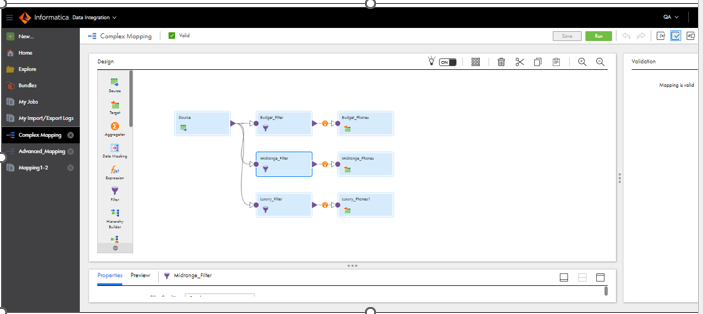 Informatica Data Integration
QA
New...
Home
Explore
Bundles
My Jobs
My Import/Export Logs
Complex Mapping
Advanced_Mapping
Mapping1-2
Complex Mapping
Valid
Save
Run
Design
ON
Validation
Mapping is valid
Source
Target
Aggregator
Data Masking
f(x)
Expression
Filter
Hierarchy
Builder
Source
Budget_Filter
Budget_Phones
Midrange_Filter
Midrange_Phones
Luxury_Filter
Luxury_Phones1
Properties
Preview
Midrange_Filter